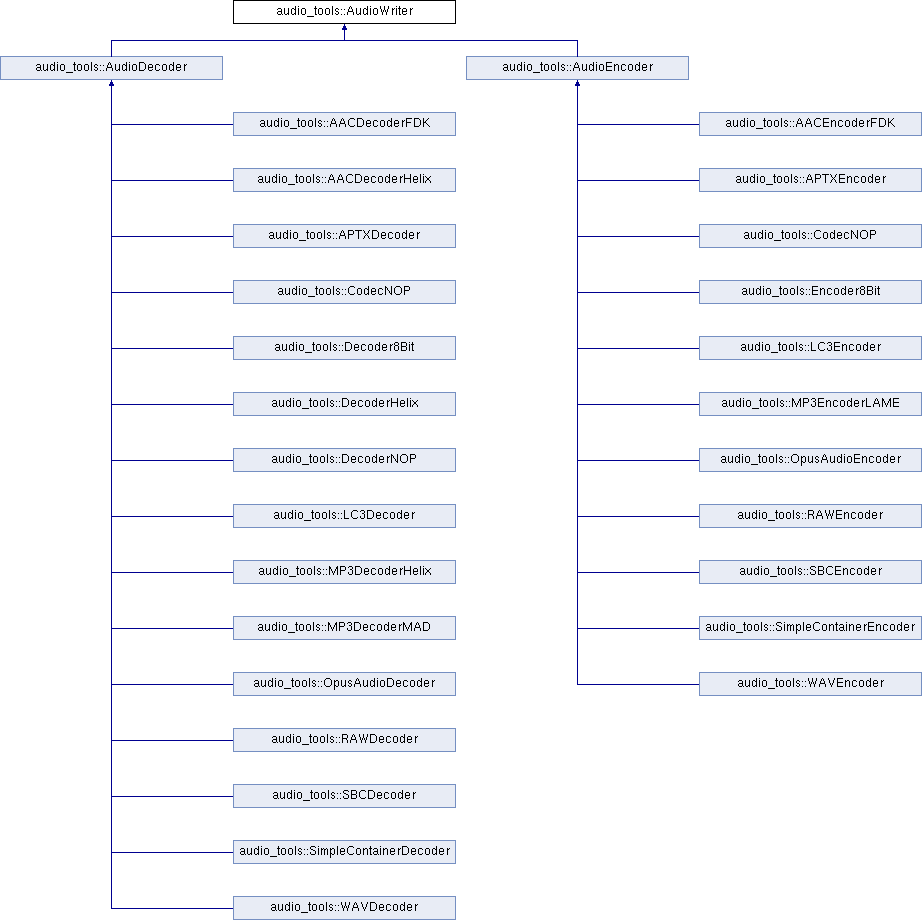 audio_tools::AudioWriter
audio_tools::AudioDecoder
audio_tools::AudioEncoder
audio_tools::AACDecoderFDK
audio_tools::AACEncoderFDK
audio_tools::AACDecoderHelix
audio_tools::APTXEncoder
audio_tools::APTXDecoder
audio_tools::CodecNOP
audio_tools::CodecNOP
audio_tools::Encoder8Bit
audio_tools::Decoder8Bit
audio_tools::LC3Encoder
audio_tools::DecoderHelix
audio_tools::MP3EncoderLAME
audio_tools::DecoderNOP
audio_tools::OpusAudioEncoder
audio_tools::LC3Decoder
audio_tools::RAWEncoder
audio_tools::MP3DecoderHelix
audio_tools::SBCEncoder
audio_tools::MP3DecoderMAD
audio_tools::SimpleContainerEncoder
audio_tools::OpusAudioDecoder
audio_tools::WAVEncoder
audio_tools::RAWDecoder
audio_tools::SBCDecoder
audio_tools::SimpleContainerDecoder
audio_tools::WAVDecoder